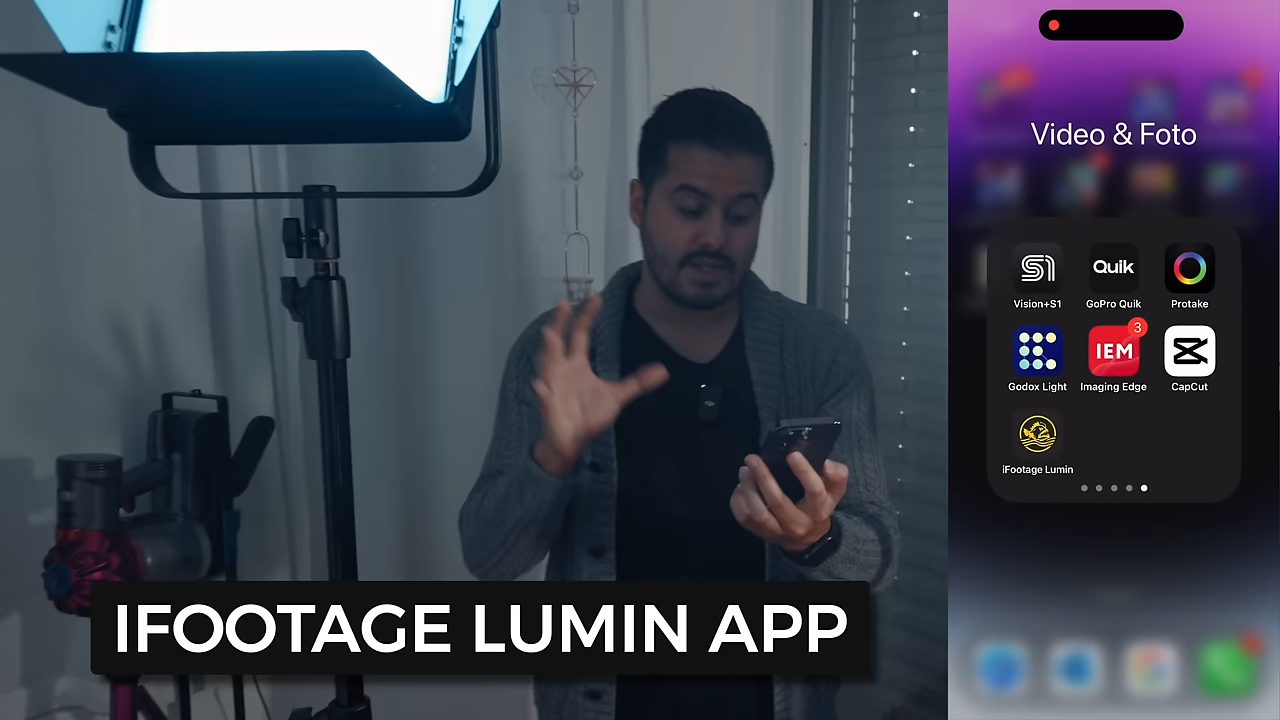 IFOOTAGE LUMIN APP
Video & Foto
S1
Quik
Vision+S1
GoPro Quik
Protake
3
IEM
Godox Light
Imaging Edge
CapCut
iFootage Lumin